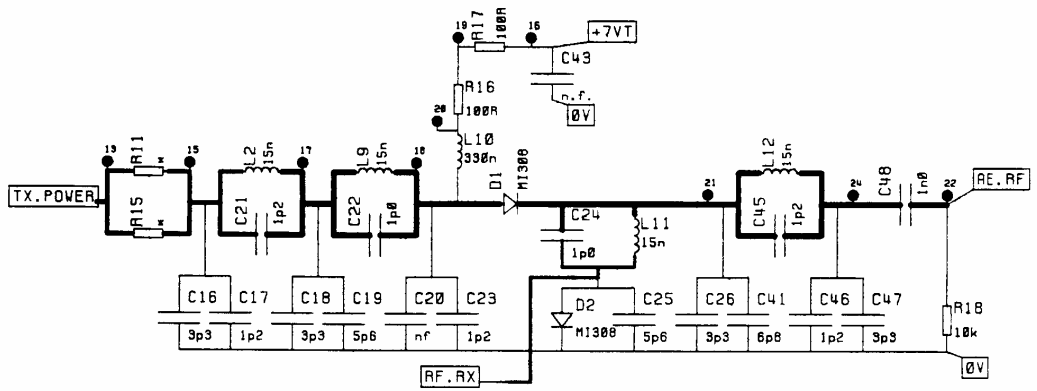 19 R17 100R 16 +7VT
C43
n.f.
0V
R16
100R
20
L10
330n
13 R11 * 15 L2 15n 17 L9 15n 18
D1 MI308
L12 15n
TX.POWER
R15 *
C21 1p2
C22 1p0
C24
1p0
L11
15n
21
C45 1p2
24
C48 1n0
22
AE.RF
C16 C17 C18 C19 C20 C23
3p3 1p2 3p3 5p6 nf 1p2
D2
MI308
C25 C26 C41 C46 C47
5p6 3p3 6p8 1p2 3p9
R18
10k
RF.RX
0V